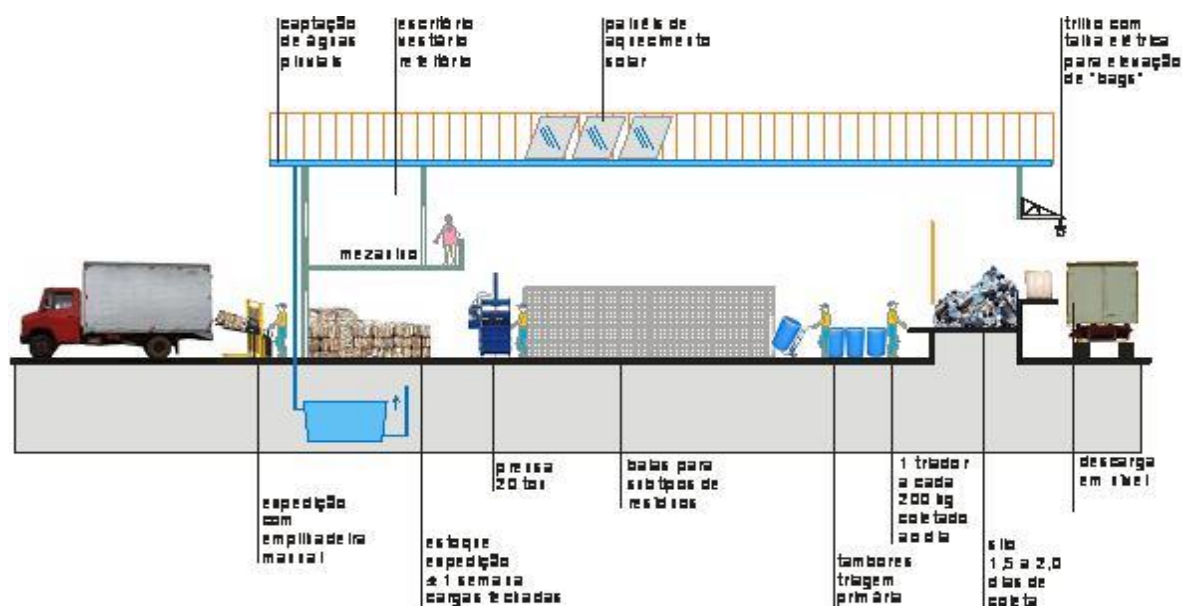 captação
de águas
pluviais
escritório
vestiário
refeitório
painéis de
aquecimento
solar
trilho com
talha elétrica
para elevação
de "bags"
mezanino
expedição
com
empilhadeira
manual
estoque
expedição
± 1 semana
cargas fechadas
prensa
20 ton
baias para
subtipos de
resíduos
tambores
triagem
primária
1 triador
a cada
200 kg
coletado
ao dia
silo
1,5 a 2,0
dias de
coleta
descarga
em nível